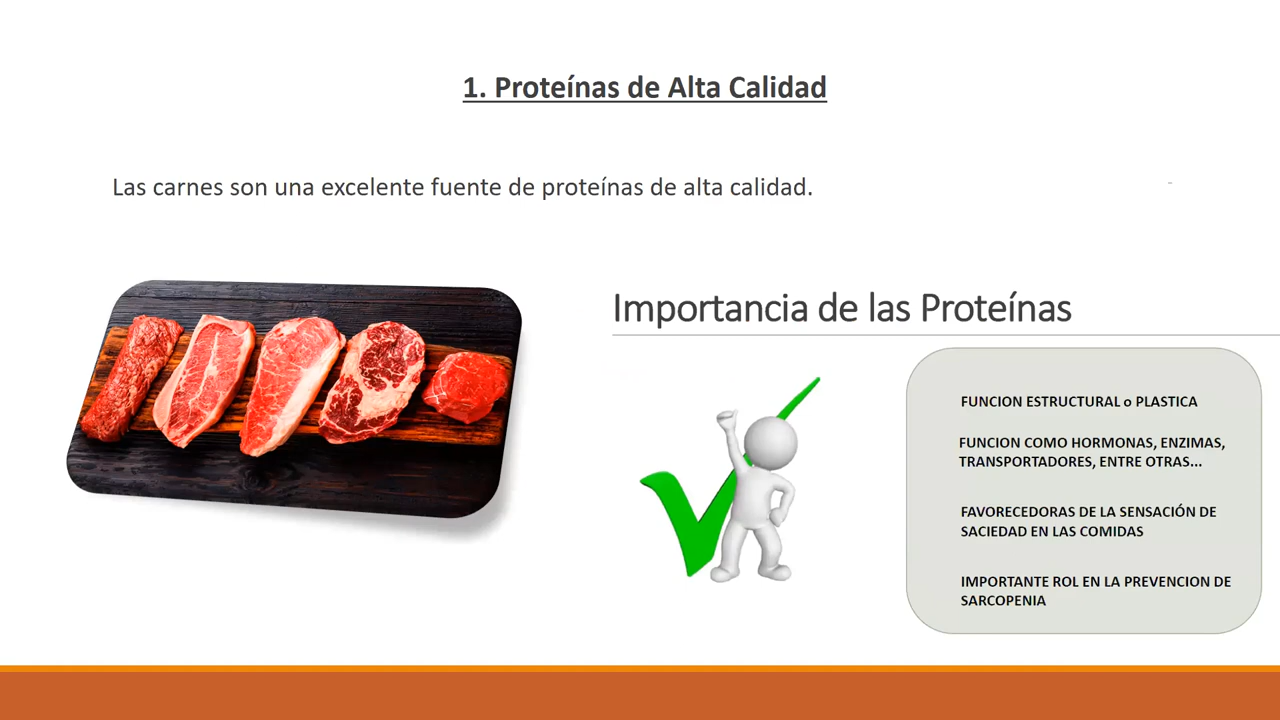 1. Proteínas de Alta Calidad
Las carnes son una excelente fuente de proteínas de alta calidad.
Importancia de las Proteínas
FUNCION ESTRUCTURAL o PLASTICA
FUNCION COMO HORMONAS, ENZIMAS,
TRANSPORTADORES, ENTRE OTRAS...
FAVORECEDORAS DE LA SENSACIÓN DE
SACIEDAD EN LAS COMIDAS
IMPORTANTE ROL EN LA PREVENCION DE
SARCOPENIA